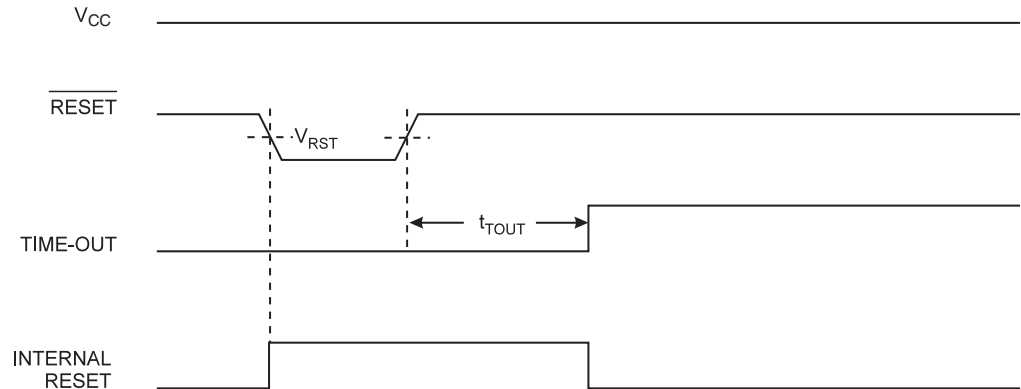 VCC
RESET
VRST
tTOUT
TIME-OUT
INTERNAL
RESET